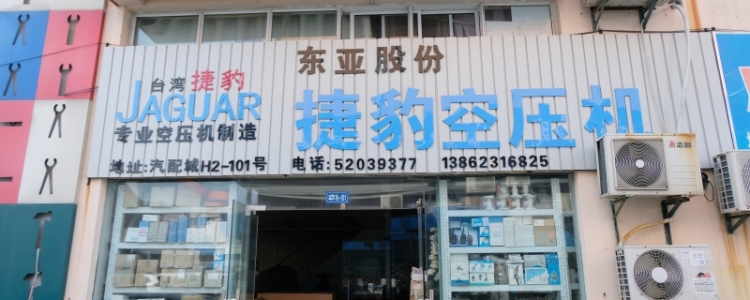 东亚股份
台湾捷豹
JAGUAR
专业空压机制造
捷豹空压机
地址:汽配城H2-101号
电话:52039377 13862316825